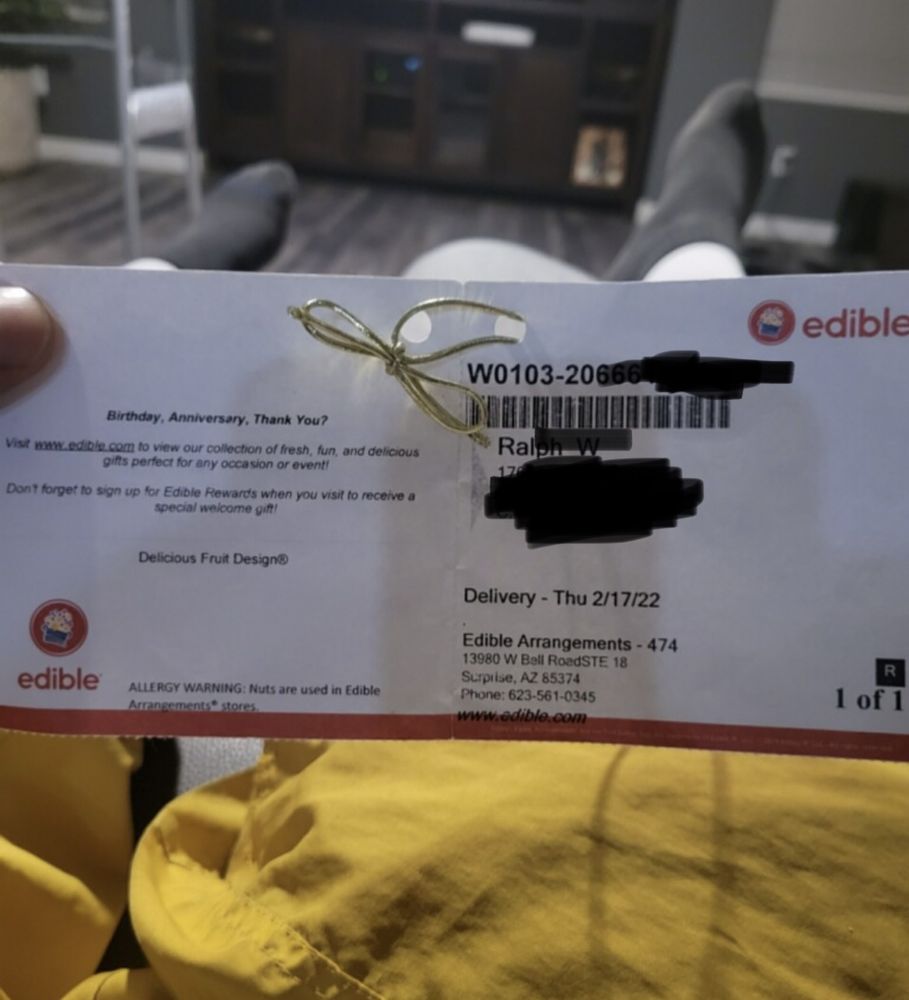 Birthday, Anniversary, Thank You?
Visit www.edible.com to view our collection of fresh, fun, and delicious
gifts perfect for any occasion or event!
Don't forget to sign up for Edible Rewards when you visit to receive a
special welcome gift!
Delicious Fruit Design®
edible
ALLERGY WARNING: Nuts are used in Edible
Arrangements® stores.
edible
W0103-20666
Ralph W
Delivery - Thu 2/17/22
Edible Arrangements - 474
13980 W Bell RoadSTE 18
Surprise, AZ 85374
Phone: 623-561-0345
www.edible.com
R
1 of 1